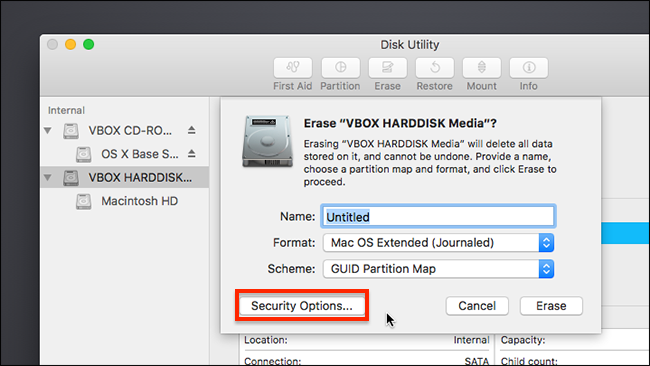 Disk Utility
First Aid Partition Erase Restore Mount Info
Internal
VBOX CD-RO...
OS X Base S...
VBOX HARDDISK...
Macintosh HD
Erase “VBOX HARDDISK Media”?
Erasing “VBOX HARDDISK Media” will delete all data
stored on it, and cannot be undone. Provide a name,
choose a partition map and format, and click Erase to
proceed.
Name: Untitled
Format: Mac OS Extended (Journaled)
Scheme: GUID Partition Map
Security Options... Cancel Erase
Location: Internal Capacity:
Connection: SATA Child count: